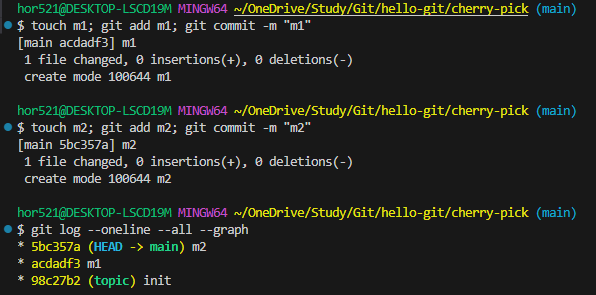 hor521@DESKTOP-LSCD19M MINGW64 ~/OneDrive/Study/Git/hello-git/cherry-pick (main)
$ touch m1; git add m1; git commit -m "m1"
[main acdadf3] m1
 1 file changed, 0 insertions(+), 0 deletions(-)
 create mode 100644 m1
hor521@DESKTOP-LSCD19M MINGW64 ~/OneDrive/Study/Git/hello-git/cherry-pick (main)
$ touch m2; git add m2; git commit -m "m2"
[main 5bc357a] m2
 1 file changed, 0 insertions(+), 0 deletions(-)
 create mode 100644 m2
hor521@DESKTOP-LSCD19M MINGW64 ~/OneDrive/Study/Git/hello-git/cherry-pick (main)
$ git log --oneline --all --graph
* 5bc357a (HEAD -> main) m2
* acdadf3 m1
* 98c27b2 (topic) init